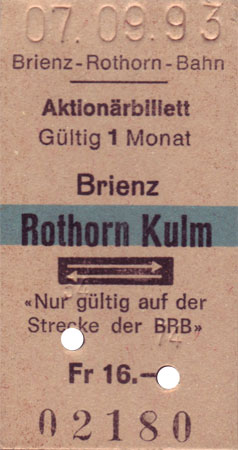 07.09.93
Brienz-Rothorn-Bahn
Aktionärbillett
Gültig 1 Monat
Brienz
Rothorn Kulm
«Nur gültig auf der
Strecke der BRB»
Fr 16.–
02180